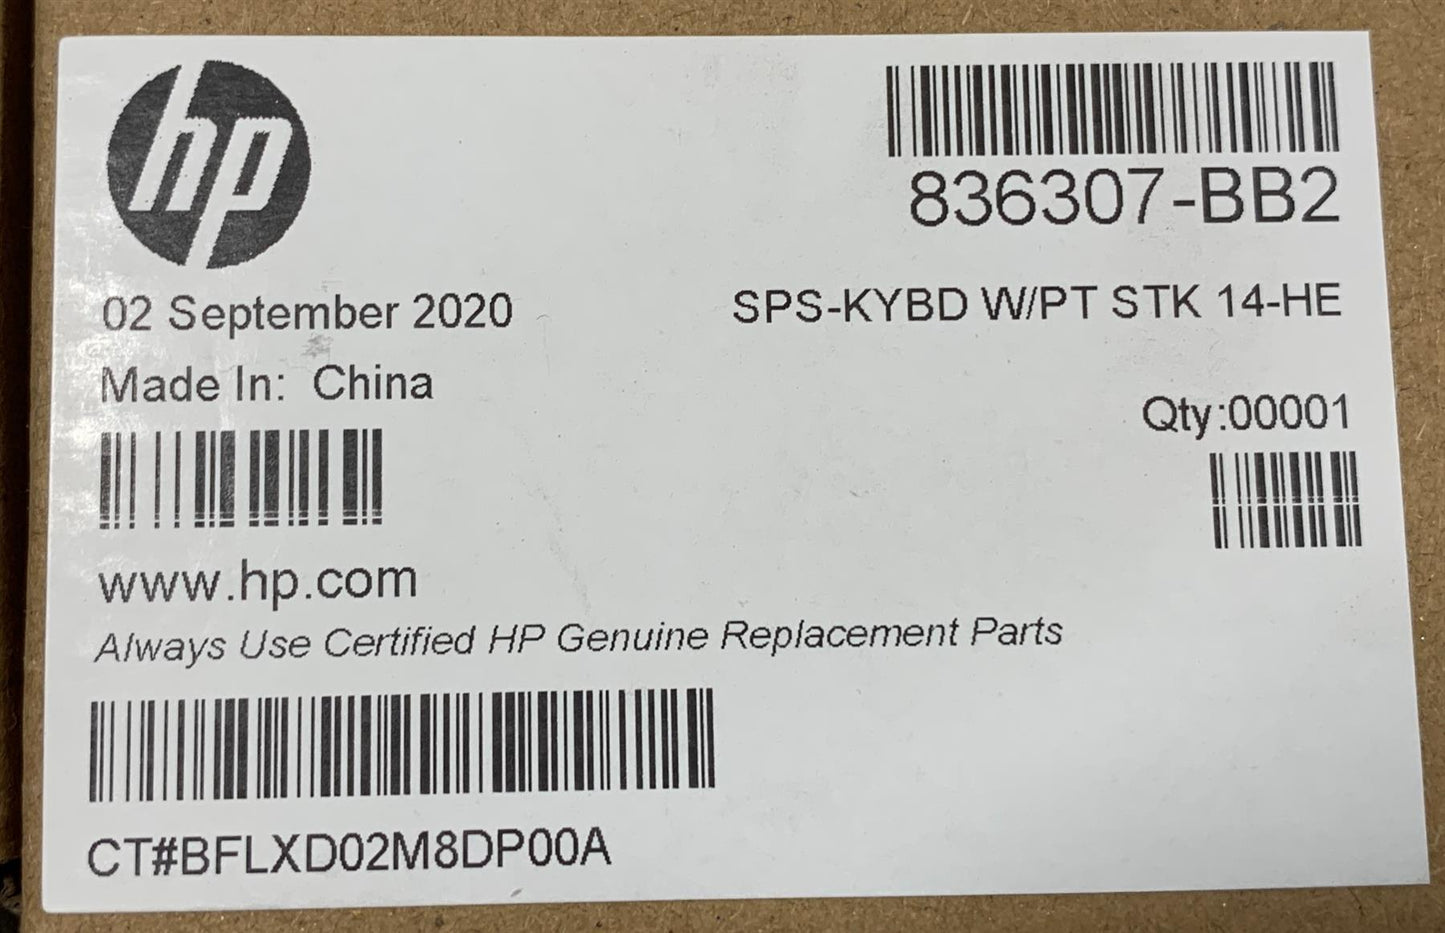 hp
836307-BB2
02 September 2020
SPS-KYBD W/PT STK 14-HE
Made In: China
Qty:00001
www.hp.com
Always Use Certified HP Genuine Replacement Parts
CT#BFLXD02M8DP00A